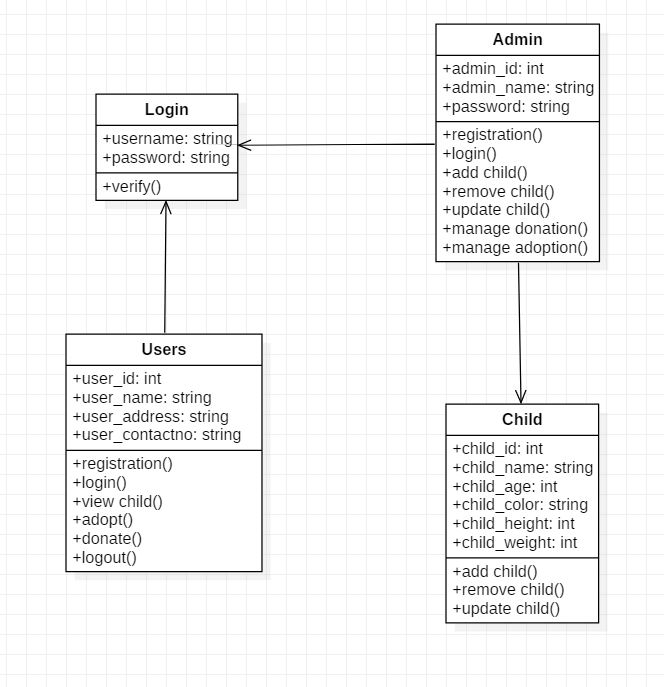 Admin
+admin_id: int
+admin_name: string
+password: string
+registration()
+login()
+add child()
+remove child()
+update child()
+manage donation()
+manage adoption()
Login
+username: string
+password: string
+verify()
Users
+user_id: int
+user_name: string
+user_address: string
+user_contactno: string
+registration()
+login()
+view child()
+adopt()
+donate()
+logout()
Child
+child_id: int
+child_name: string
+child_age: int
+child_color: string
+child_height: int
+child_weight: int
+add child()
+remove child()
+update child()